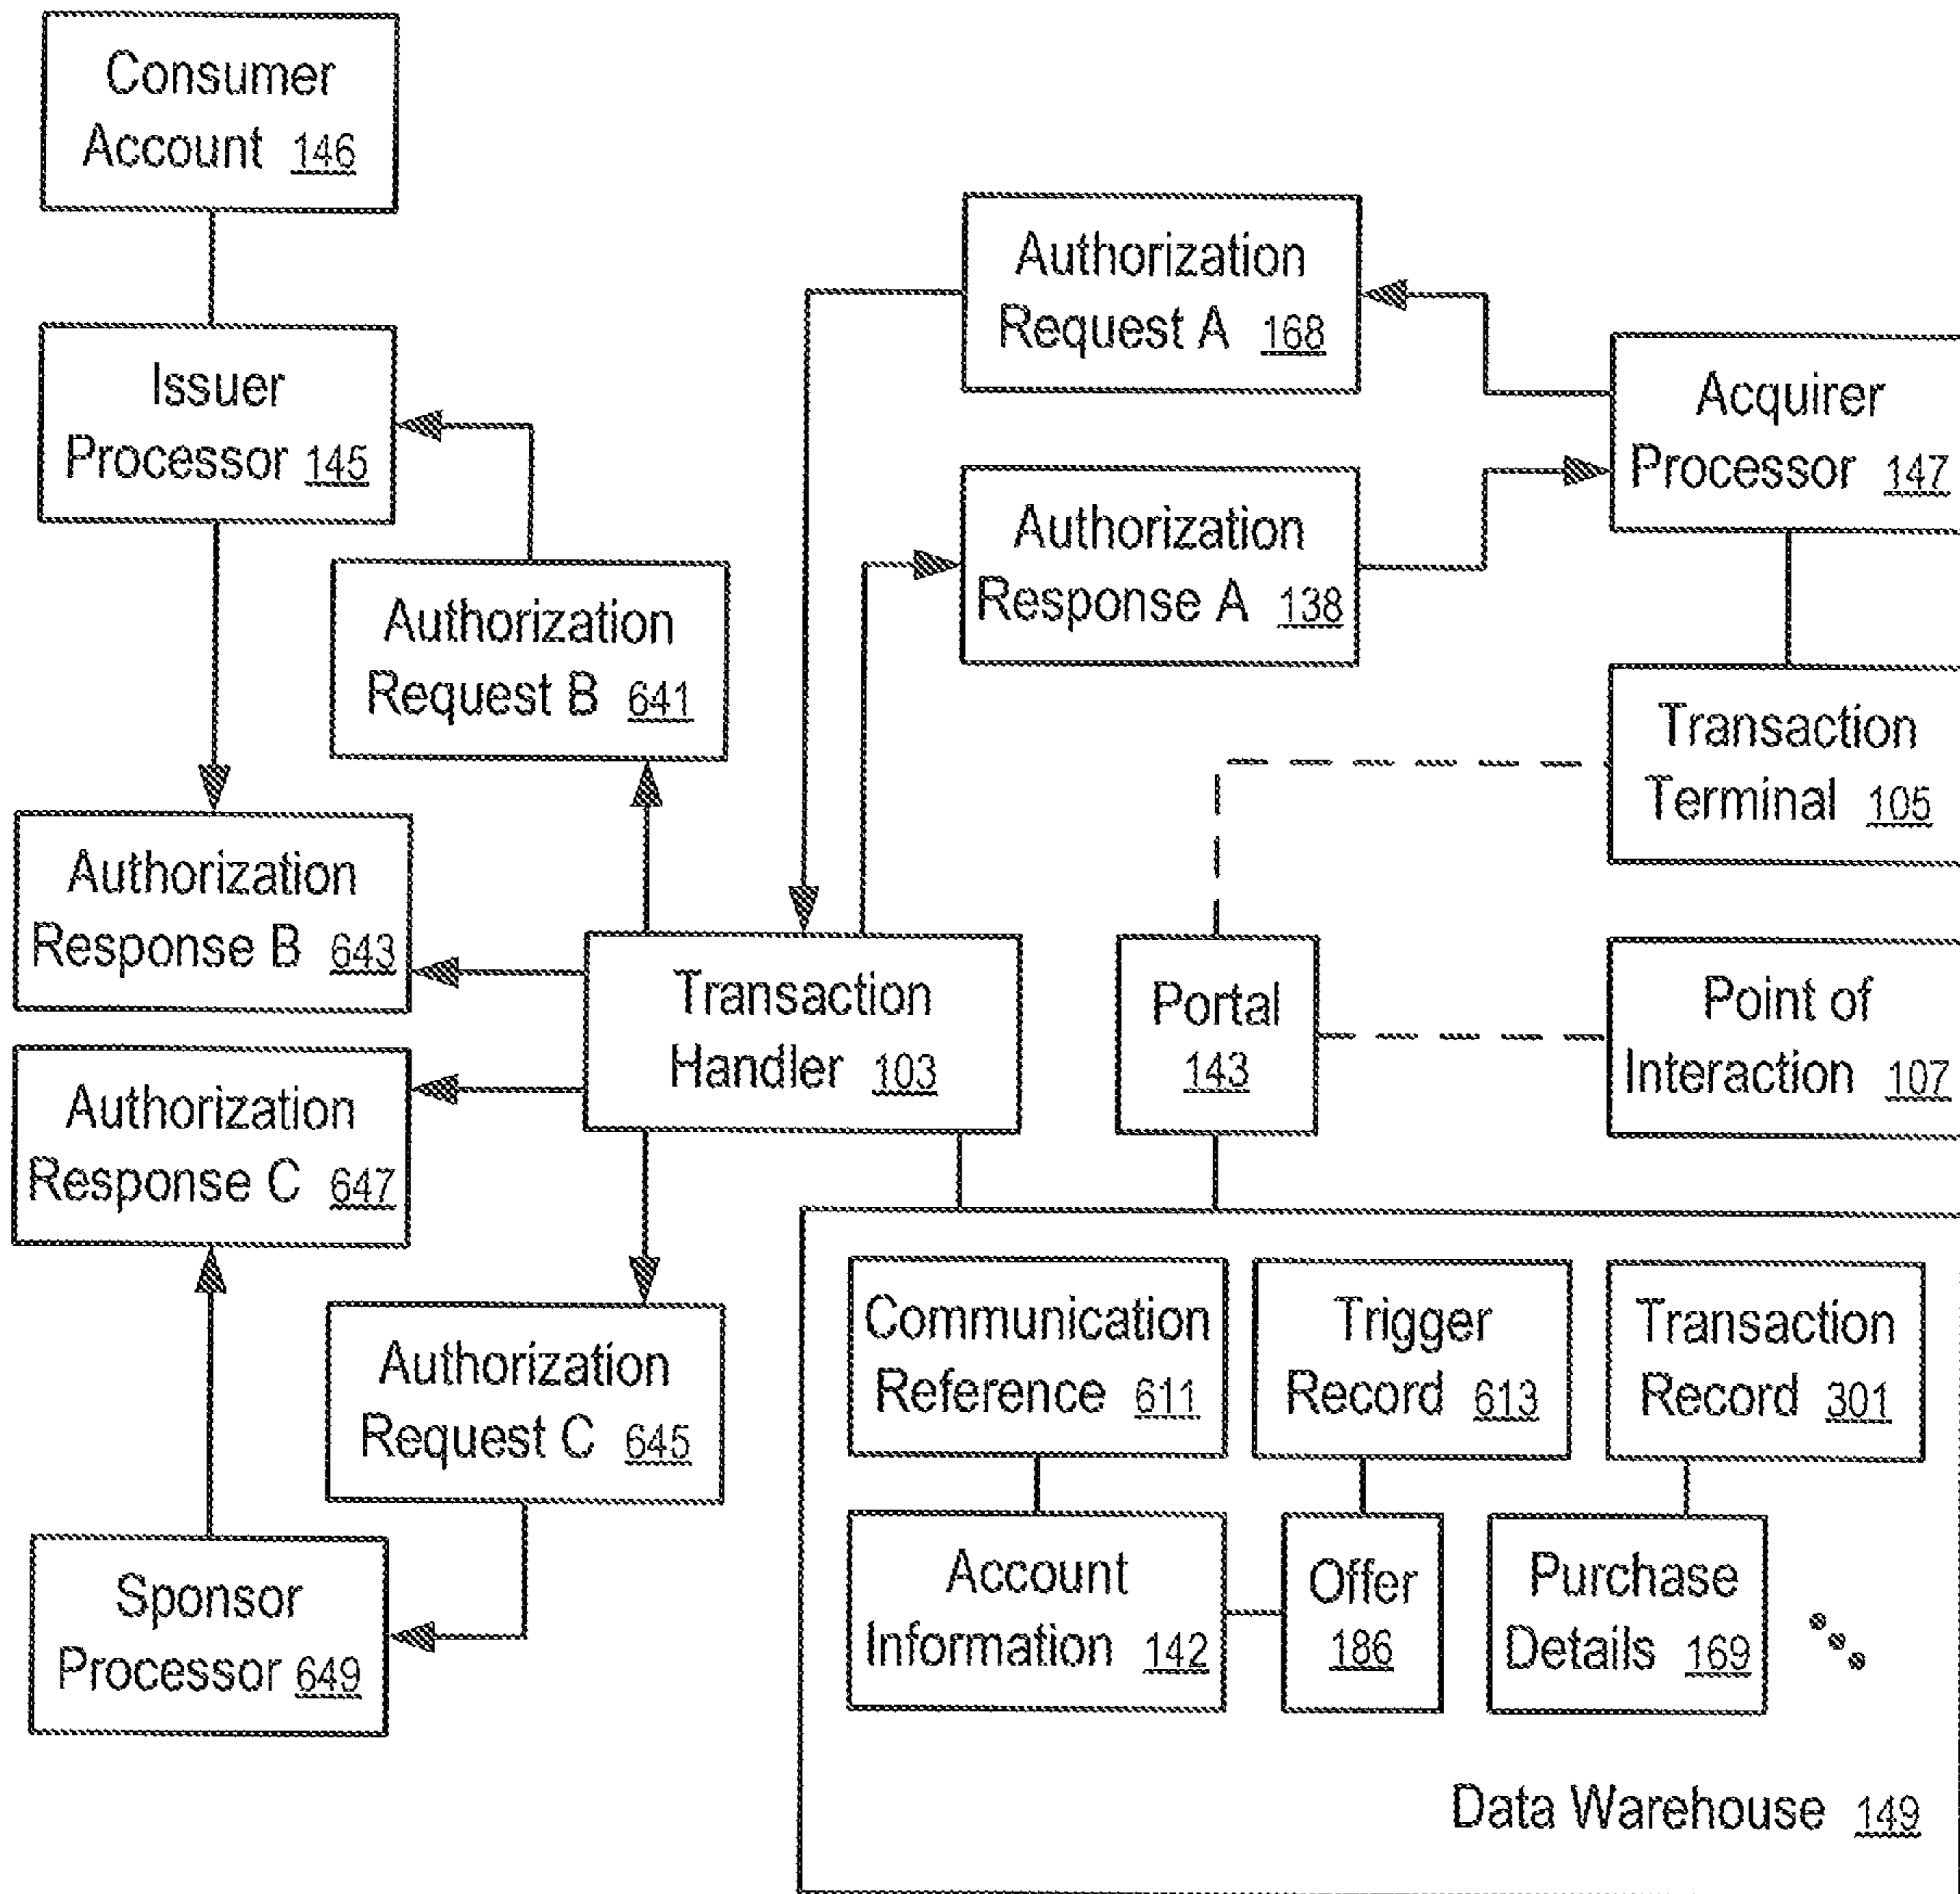 Consumer
Account 146
Issuer
Processor 145
Authorization
Request A 168
Acquirer
Processor 147
Authorization
Response A 138
Authorization
Request B 641
Transaction
Terminal 105
Authorization
Response B 643
Transaction
Handler 103
Portal
143
Point of
Interaction 107
Authorization
Response C 647
Authorization
Request C 645
Sponsor
Processor 649
Communication
Reference 611
Trigger
Record 613
Transaction
Record 301
Account
Information 142
Offer
186
Purchase
Details 169
Data Warehouse 149